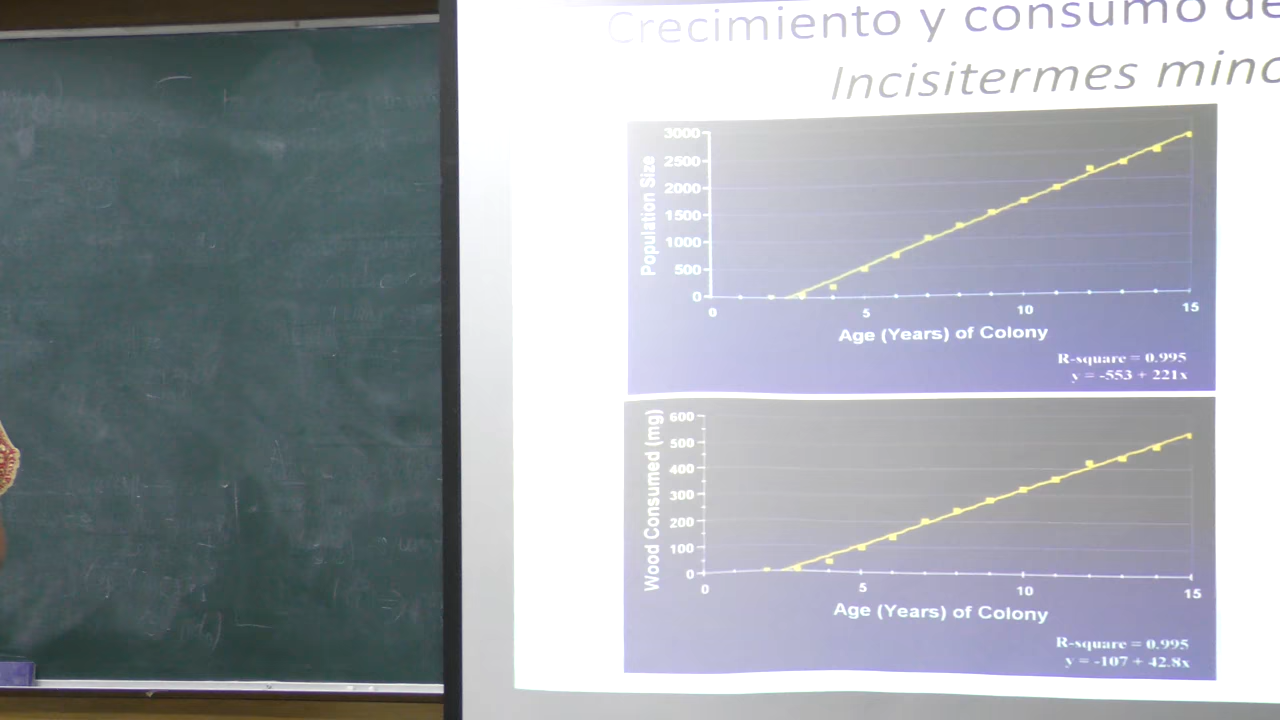 Crecimiento y consumo de
Incisitermes mino
3000
2500
2000
1500
1000
500
0
Population Size
0 5 10 15
Age (Years) of Colony
R-square = 0.995
y = -553 + 221x
600
500
400
300
200
100
0
Wood Consumed (mg)
0 5 10 15
Age (Years) of Colony
R-square = 0.995
y = -107 + 42.8x